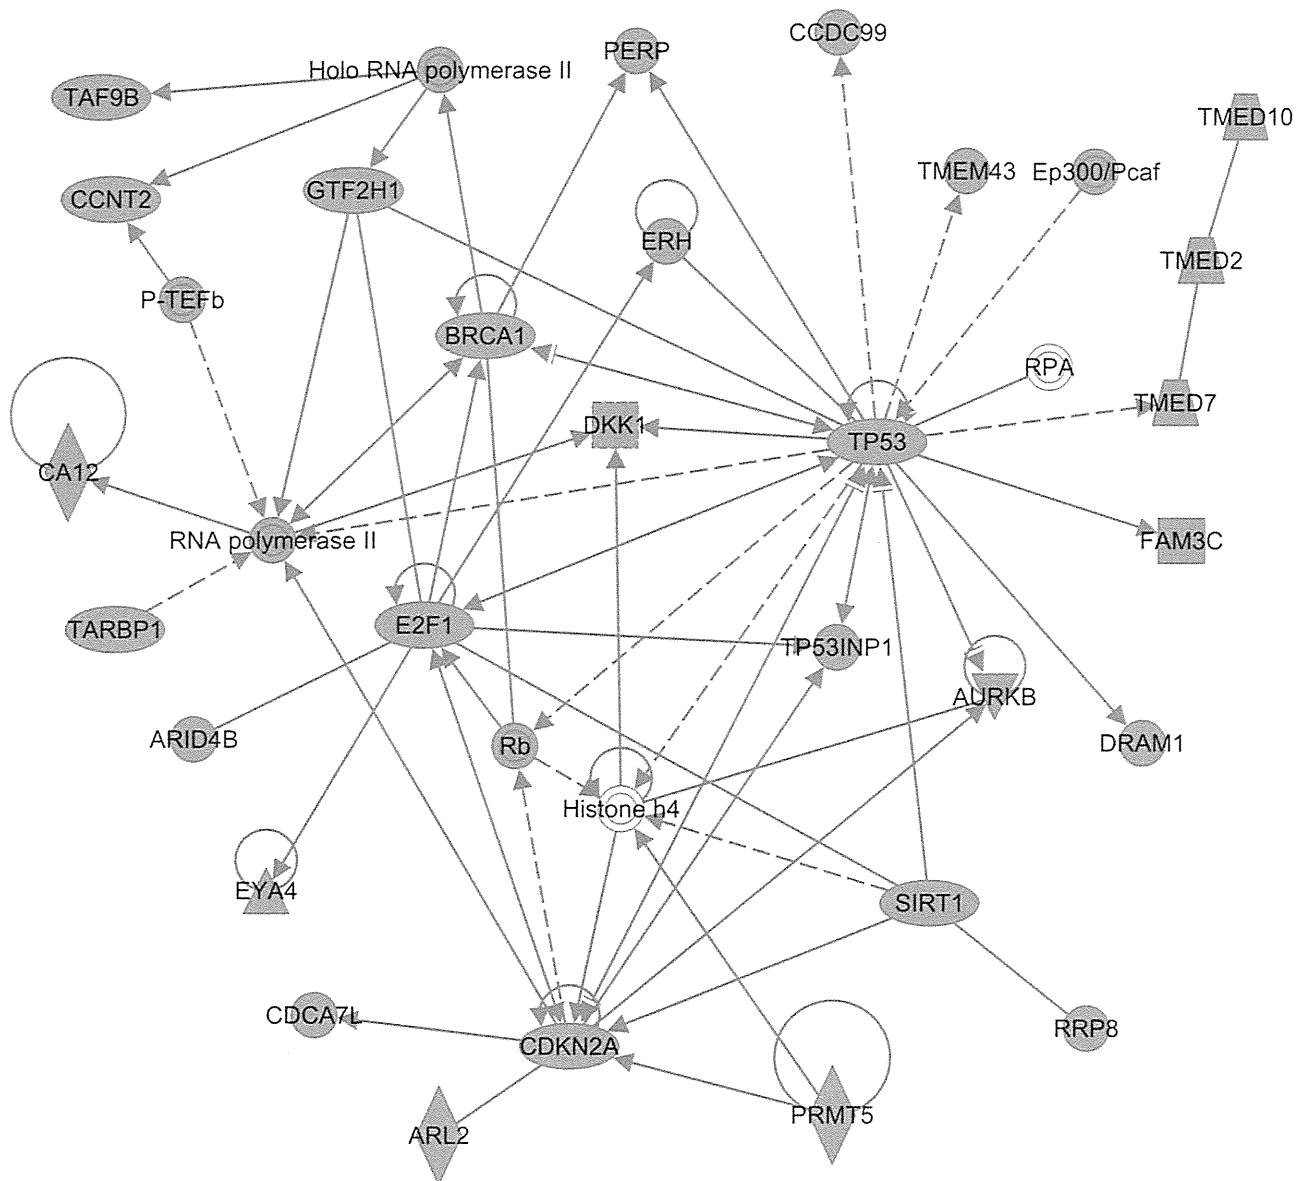 CCDC99
PERP
Holo RNA polymerase II
TAF9B
TMED10
TMEM43
Ep300/Pcaf
GTF2H1
CCNT2
ERH
TMED2
P-TEFb
BRCA1
RPA
TMED7
DKK1
TP53
CA12
RNA polymerase II
FAM3C
TARBP1
E2F1
TP53INP1
AURKB
ARID4B
Rb
DRAM1
Histone h4
EYA4
SIRT1
CDCA7L
RRP8
CDKN2A
PRMT5
ARL2